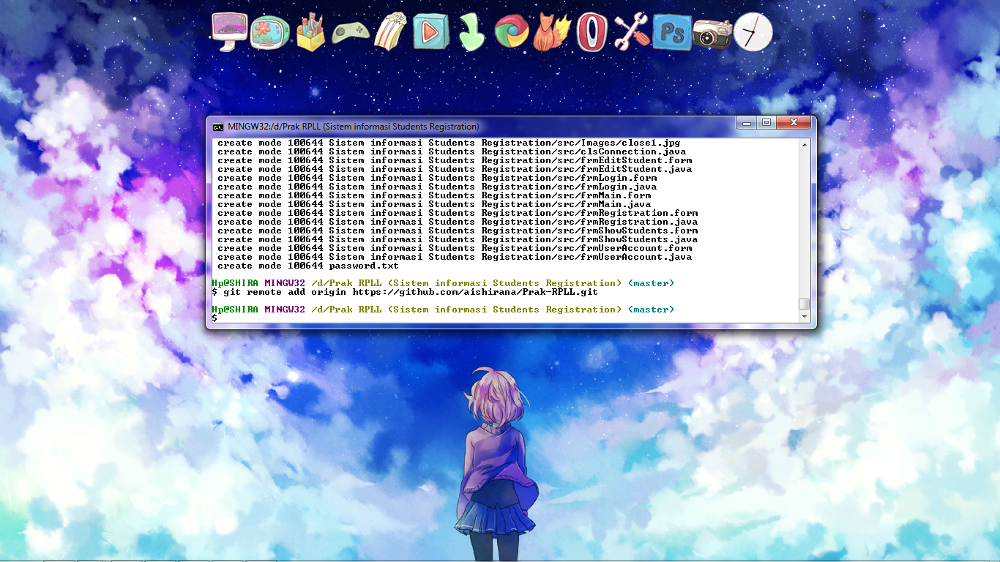 Ps
MINGW32:/d/Prak RPLL (Sistem informasi Students Registration)
create mode 100644 Sistem informasi Students Registration/src/Images/close1.jpg
create mode 100644 Sistem informasi Students Registration/src/clsConnection.java
create mode 100644 Sistem informasi Students Registration/src/frmEditStudent.form
create mode 100644 Sistem informasi Students Registration/src/frmEditStudent.java
create mode 100644 Sistem informasi Students Registration/src/frmLogin.form
create mode 100644 Sistem informasi Students Registration/src/frmLogin.java
create mode 100644 Sistem informasi Students Registration/src/frmMain.form
create mode 100644 Sistem informasi Students Registration/src/frmMain.java
create mode 100644 Sistem informasi Students Registration/src/frmRegistration.form
create mode 100644 Sistem informasi Students Registration/src/frmRegistration.java
create mode 100644 Sistem informasi Students Registration/src/frmShowStudents.form
create mode 100644 Sistem informasi Students Registration/src/frmShowStudents.java
create mode 100644 Sistem informasi Students Registration/src/frmUserAccount.form
create mode 100644 Sistem informasi Students Registration/src/frmUserAccount.java
create mode 100644 password.txt
Hp@SHIRA MINGW32 /d/Prak RPLL (Sistem informasi Students Registration) (master)
$ git remote add origin https://github.com/aishirana/Prak-RPLL.git
Hp@SHIRA MINGW32 /d/Prak RPLL (Sistem informasi Students Registration) (master)
$